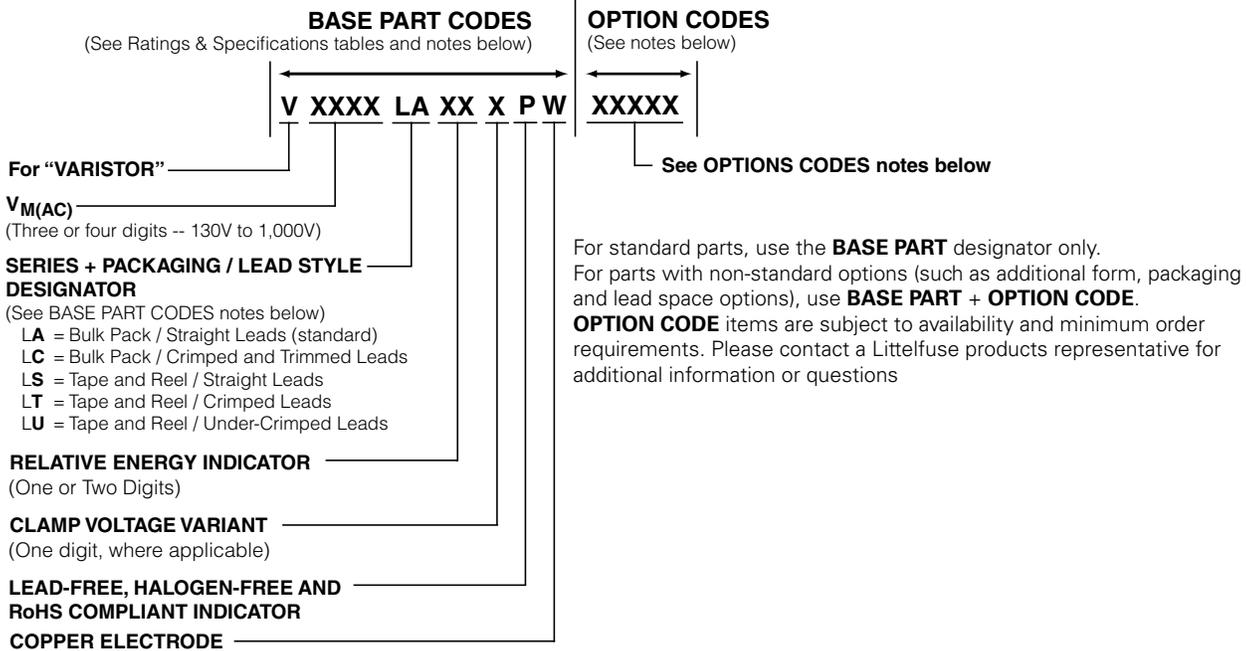 BASE PART CODES
(See Ratings & Specifications tables and notes below)
OPTION CODES
(See notes below)
V XXXX LA XX X P W XXXXX
For “VARISTOR”
See OPTIONS CODES notes below
VM(AC)
(Three or four digits -- 130V to 1,000V)
SERIES + PACKAGING / LEAD STYLE
DESIGNATOR
(See BASE PART CODES notes below)
LA = Bulk Pack / Straight Leads (standard)
LC = Bulk Pack / Crimped and Trimmed Leads
LS = Tape and Reel / Straight Leads
LT = Tape and Reel / Crimped Leads
LU = Tape and Reel / Under-Crimped Leads
RELATIVE ENERGY INDICATOR
(One or Two Digits)
CLAMP VOLTAGE VARIANT
(One digit, where applicable)
LEAD-FREE, HALOGEN-FREE AND
RoHS COMPLIANT INDICATOR
COPPER ELECTRODE
For standard parts, use the BASE PART designator only.
For parts with non-standard options (such as additional form, packaging
and lead space options), use BASE PART + OPTION CODE.
OPTION CODE items are subject to availability and minimum order
requirements. Please contact a Littelfuse products representative for
additional information or questions